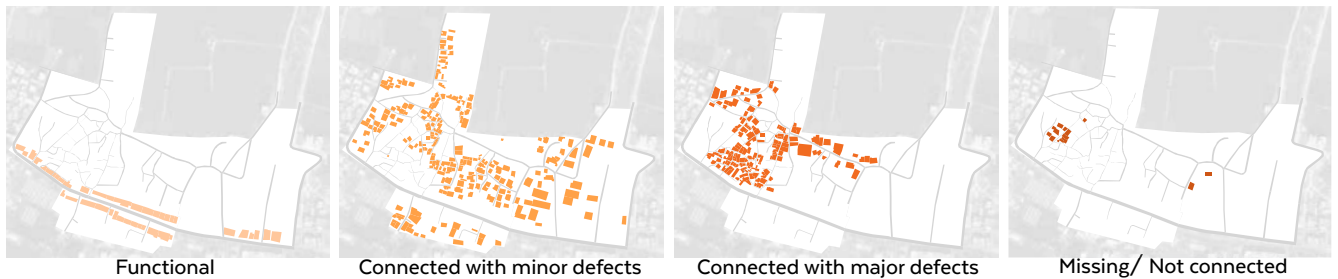 Functional
Connected with minor defects
Connected with major defects
Missing/ Not connected